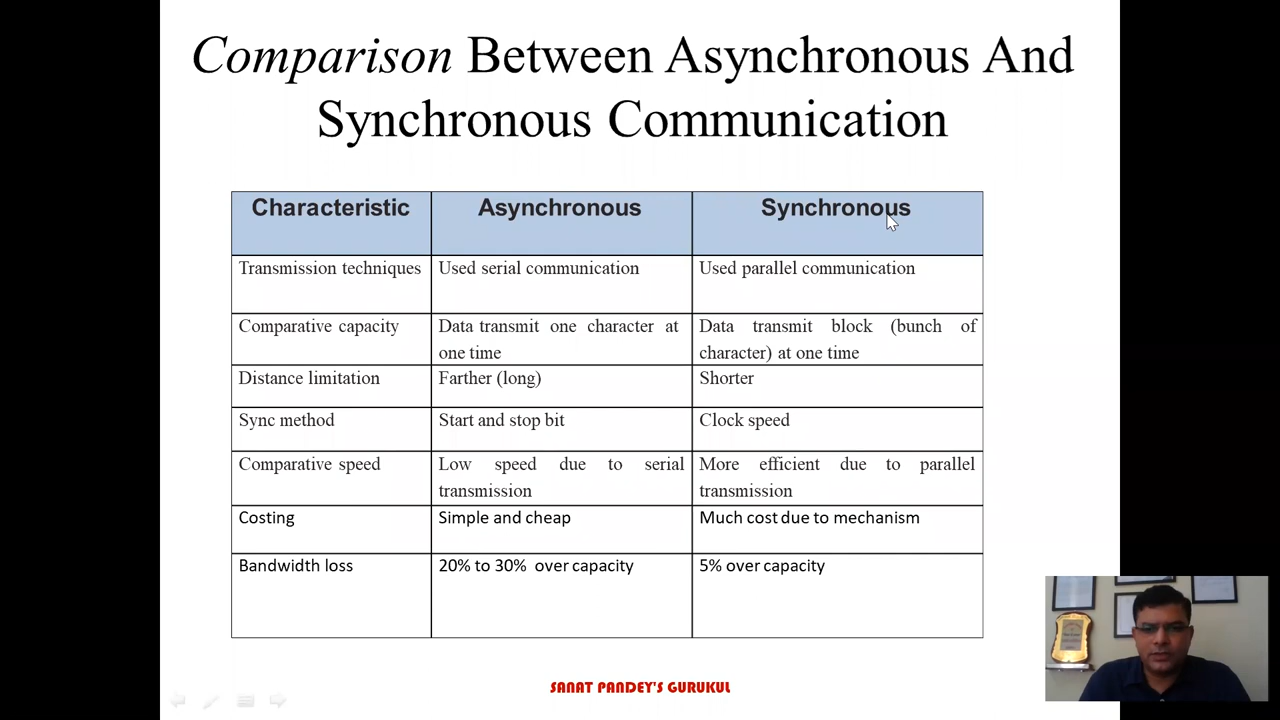 Comparison Between Asynchronous And
Synchronous Communication
Characteristic Asynchronous Synchronous
Transmission techniques Used serial communication Used parallel communication
Comparative capacity Data transmit one character at one time Data transmit block (bunch of character) at one time
Distance limitation Farther (long) Shorter
Sync method Start and stop bit Clock speed
Comparative speed Low speed due to serial transmission More efficient due to parallel transmission
Costing Simple and cheap Much cost due to mechanism
Bandwidth loss 20% to 30% over capacity 5% over capacity
SANAT PANDEY'S GURUKUL